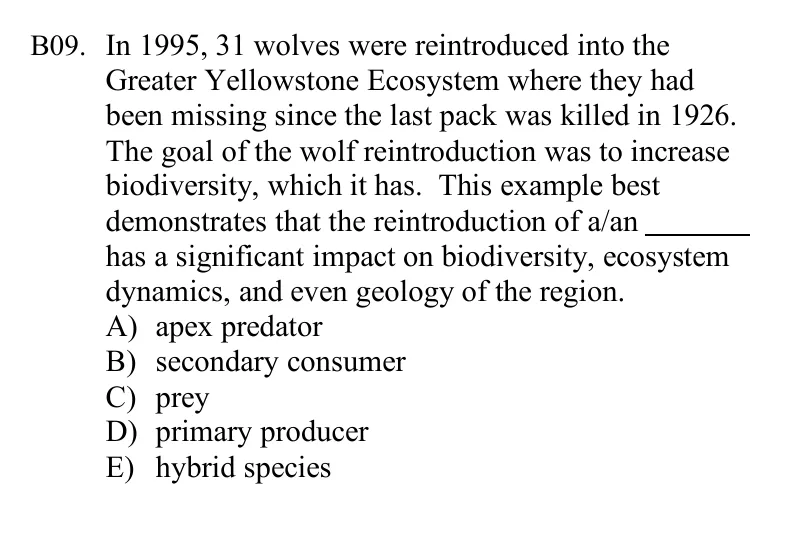 B09. In 1995, 31 wolves were reintroduced into the
Greater Yellowstone Ecosystem where they had
been missing since the last pack was killed in 1926.
The goal of the wolf reintroduction was to increase
biodiversity, which it has. This example best
demonstrates that the reintroduction of a/an _______
has a significant impact on biodiversity, ecosystem
dynamics, and even geology of the region.
A) apex predator
B) secondary consumer
C) prey
D) primary producer
E) hybrid species